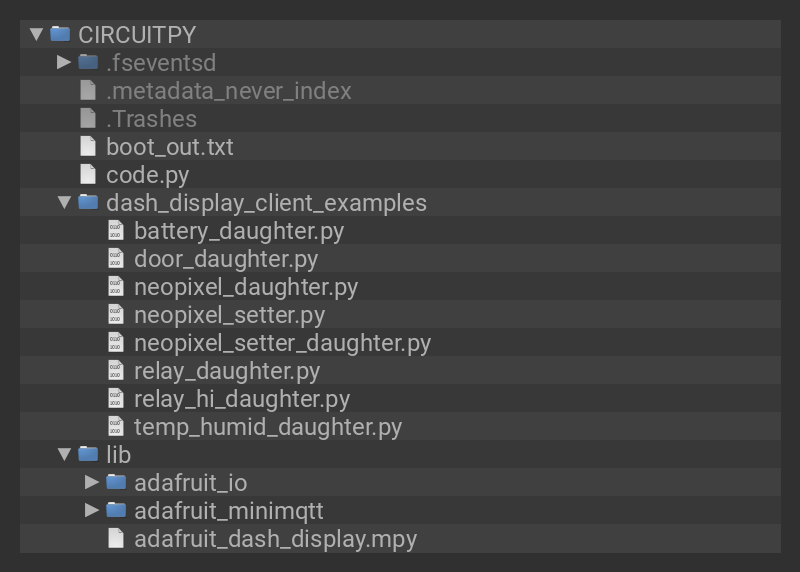 CIRCUITPY
.fseventsd
.metadata_never_index
.Trashes
boot_out.txt
code.py
dash_display_client_examples
battery_daughter.py
door_daughter.py
neopixel_daughter.py
neopixel_setter.py
neopixel_setter_daughter.py
relay_daughter.py
relay_hi_daughter.py
temp_humid_daughter.py
lib
adafruit_io
adafruit_minimqtt
adafruit_dash_display.mpy